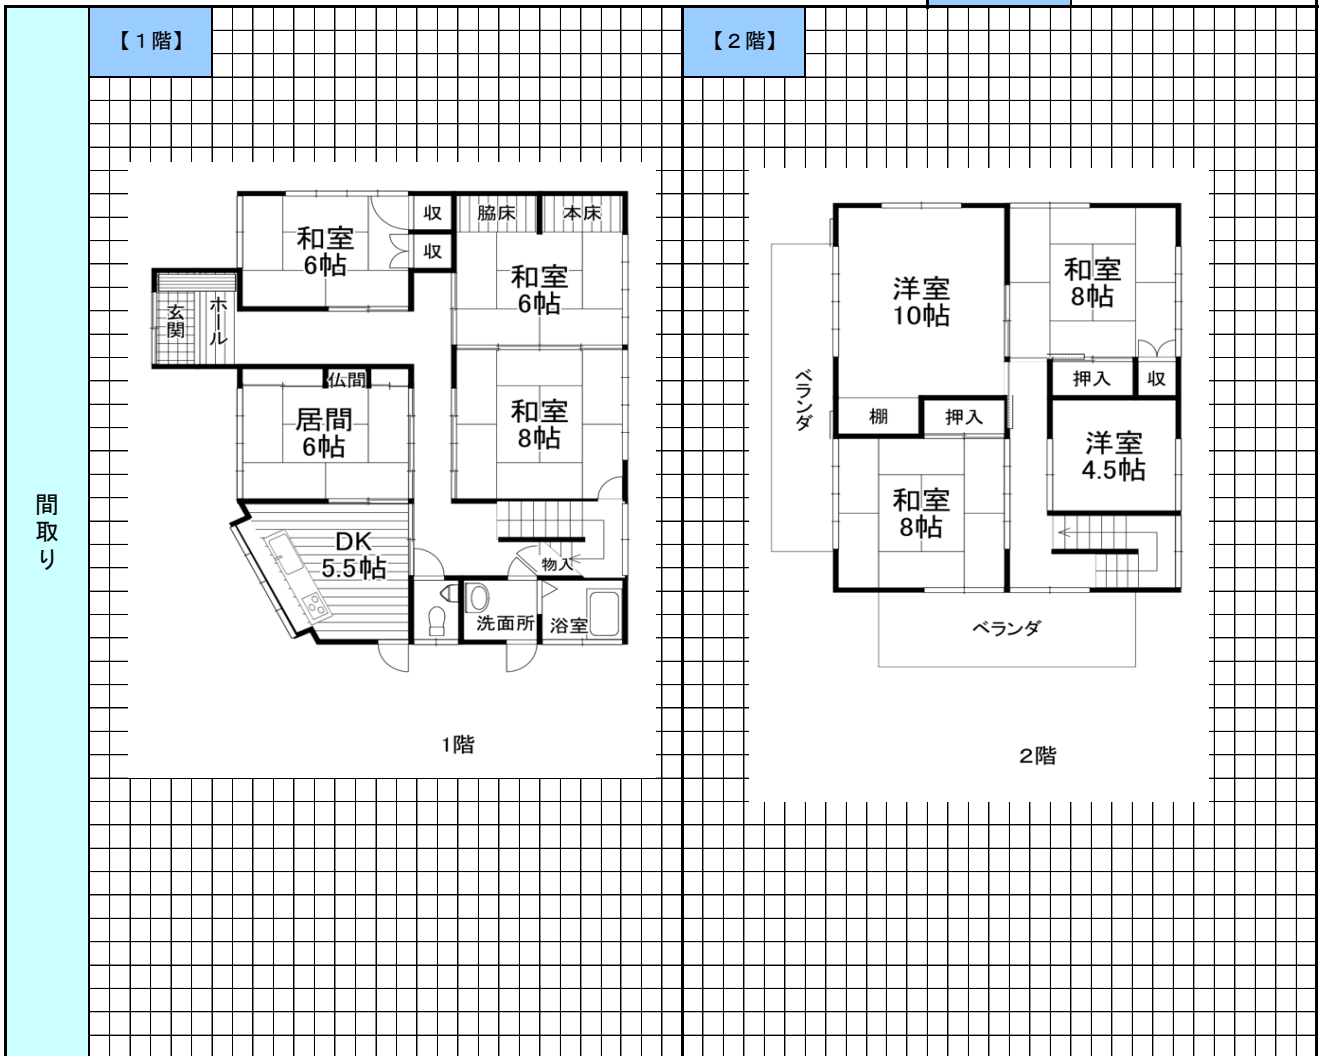 間取り
【１階】
収
脇床
本床
和室
6帖
収
和室
6帖
玄関
ホール
仏間
居間
6帖
和室
8帖
DK
5.5帖
物入
洗面所
浴室
1階
【２階】
洋室
10帖
和室
8帖
ベランダ
押入
収
棚
押入
洋室
4.5帖
和室
8帖
ベランダ
２階